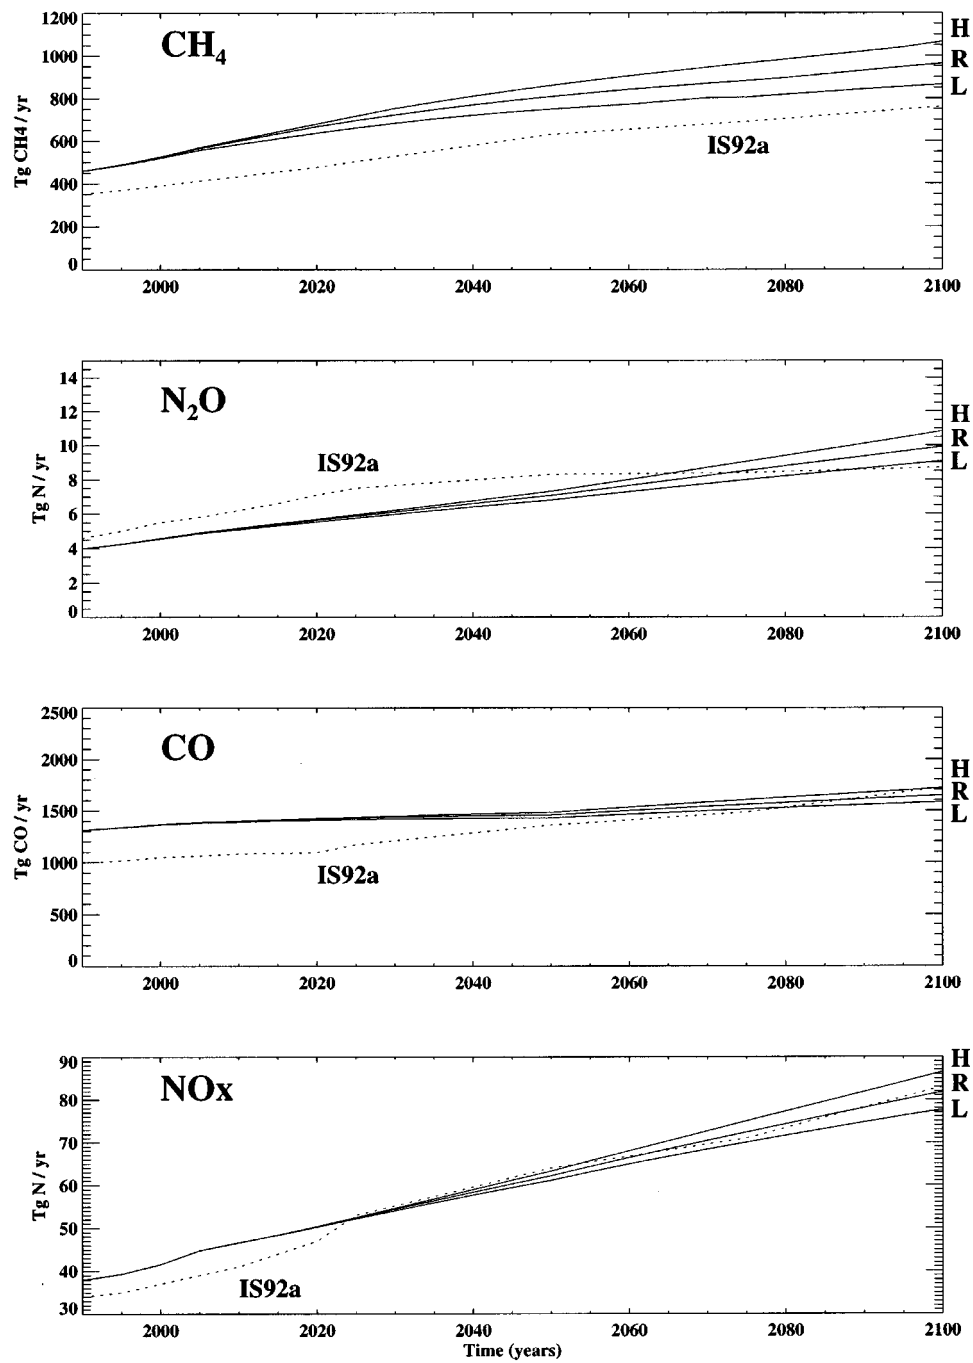 1200
1000
800
600
400
200
0
Tg CH4 / yr
CH₄
IS92a
H
R
L
2000 2020 2040 2060 2080 2100
14
12
10
8
6
4
2
0
Tg N / yr
N₂O
IS92a
H
R
L
2000 2020 2040 2060 2080 2100
2500
2000
1500
1000
500
0
Tg CO / yr
CO
IS92a
H
R
L
2000 2020 2040 2060 2080 2100
90
80
70
60
50
40
30
Tg N / yr
NOx
IS92a
H
R
L
2000 2020 2040 2060 2080 2100
Time (years)